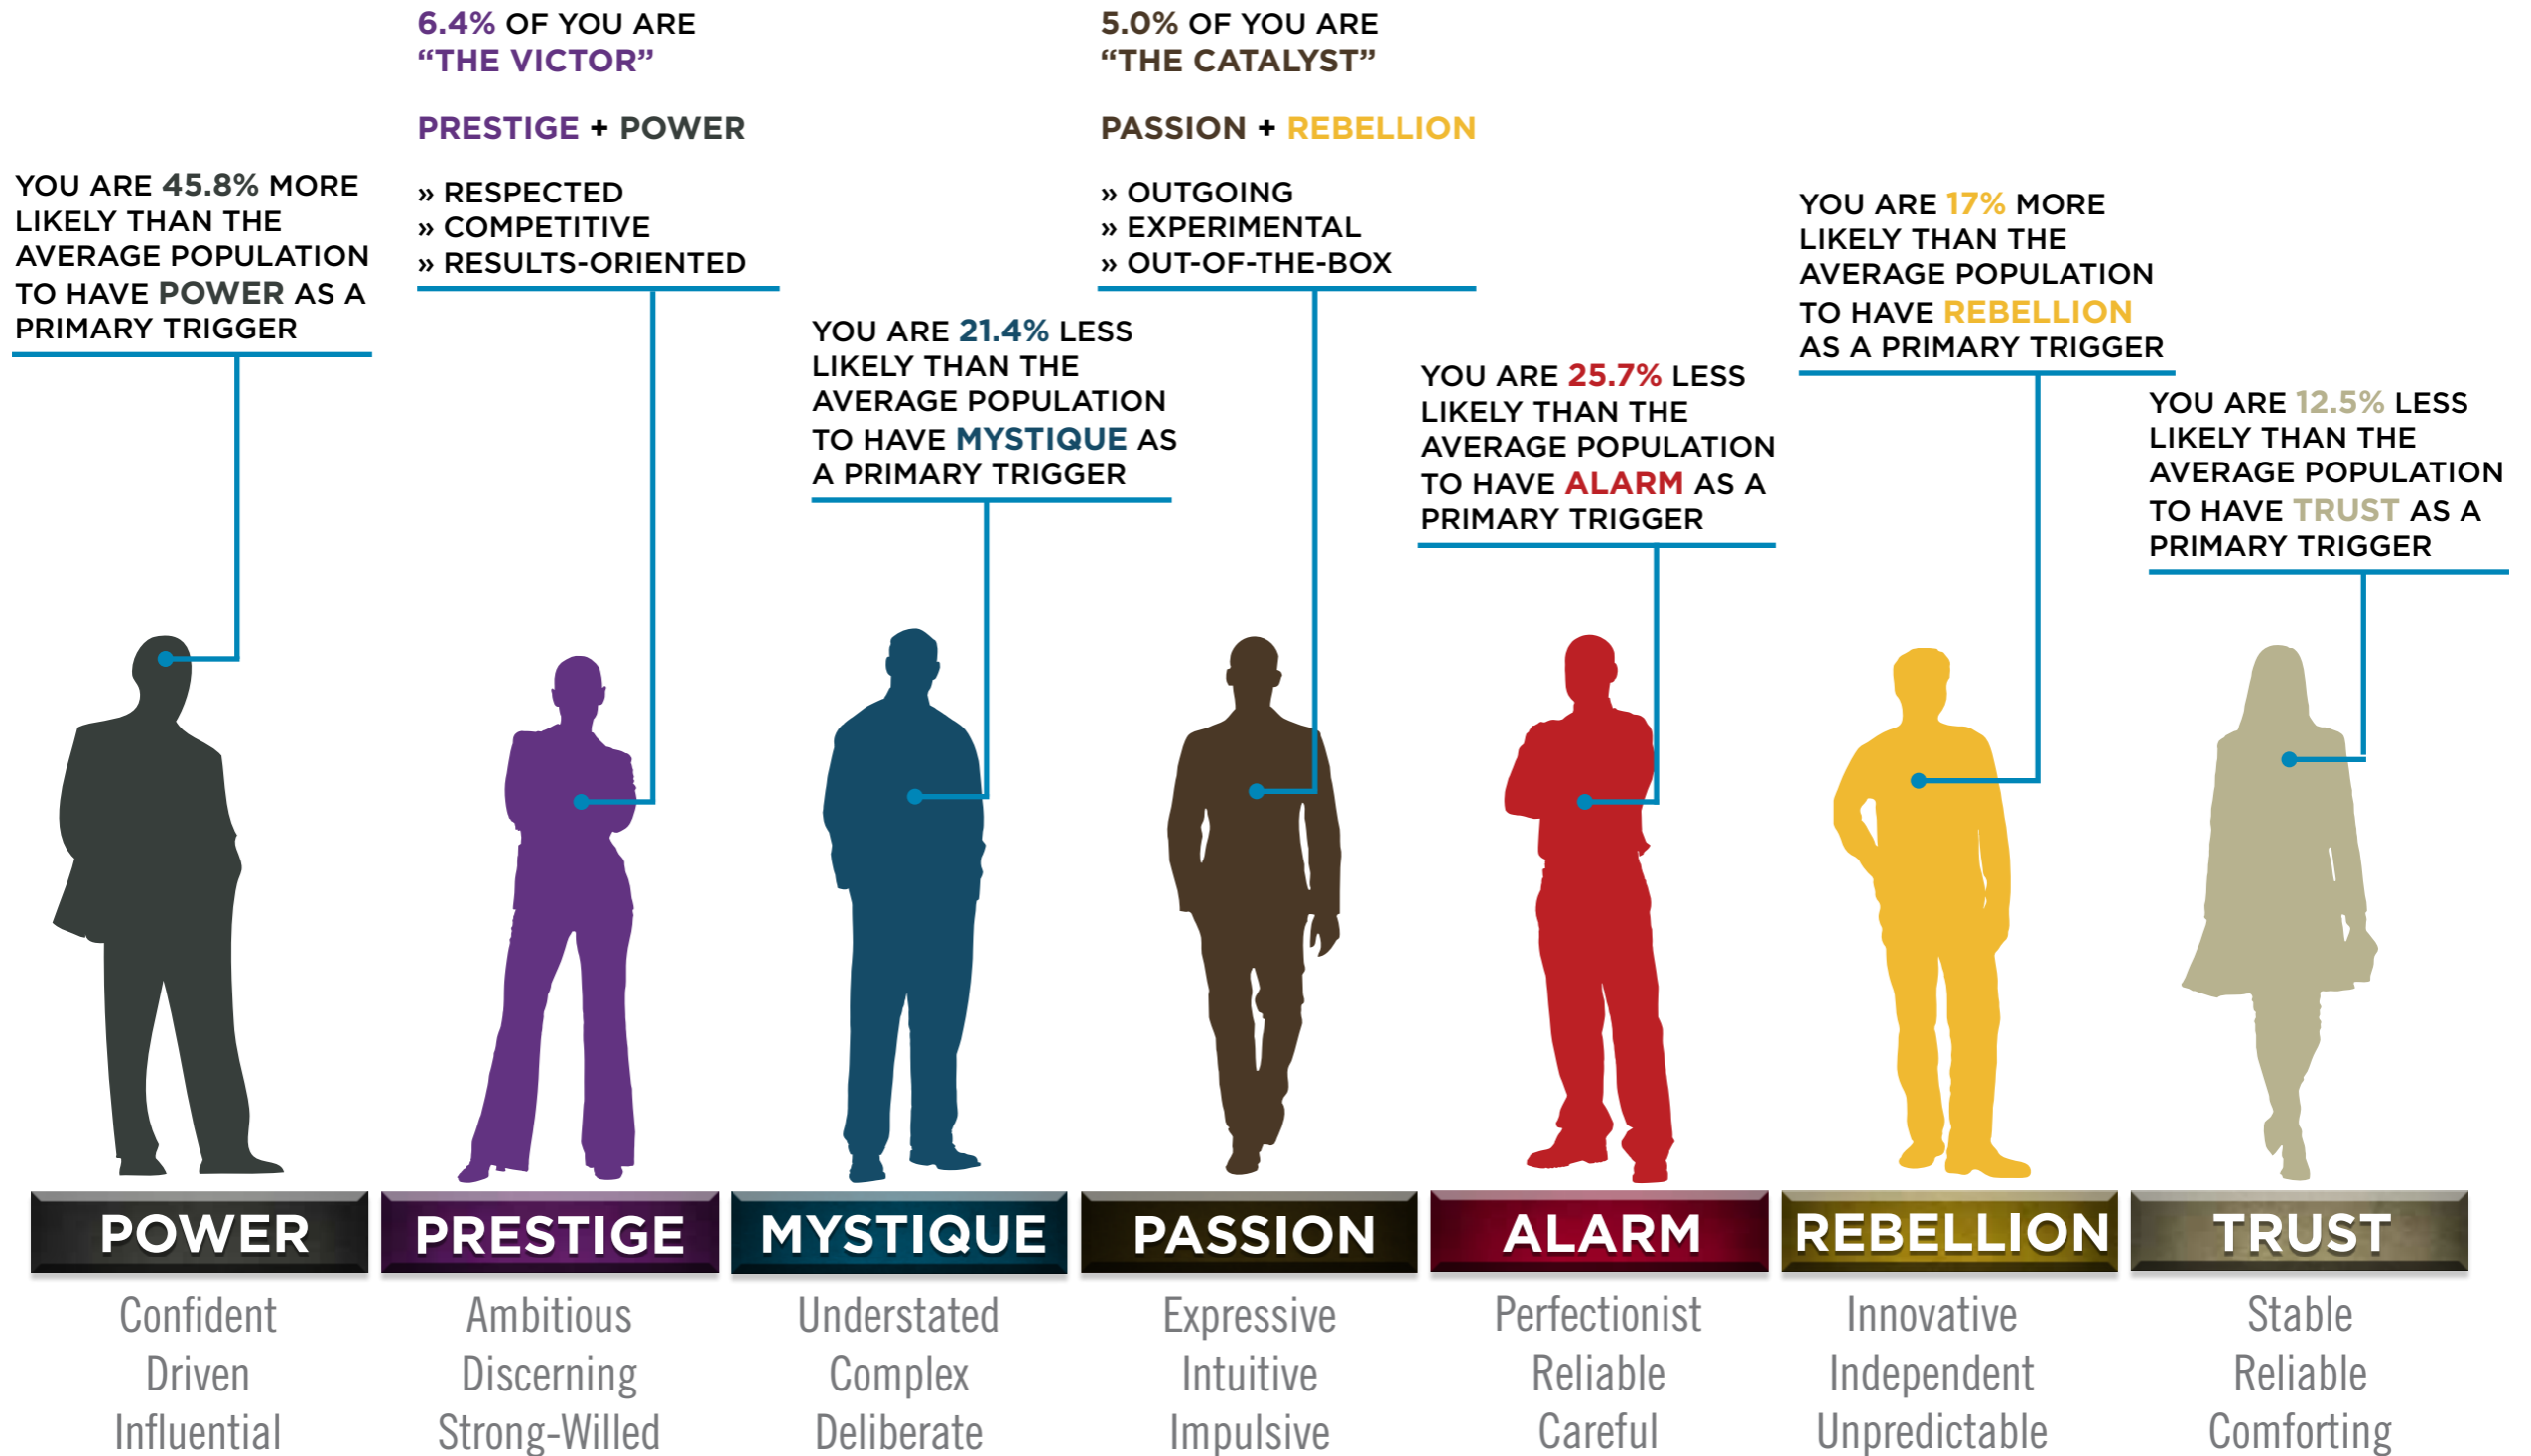 6.4% OF YOU ARE
“THE VICTOR”
PRESTIGE + POWER
» RESPECTED
» COMPETITIVE
» RESULTS-ORIENTED
5.0% OF YOU ARE
“THE CATALYST”
PASSION + REBELLION
» OUTGOING
» EXPERIMENTAL
» OUT-OF-THE-BOX
YOU ARE 45.8% MORE
LIKELY THAN THE
AVERAGE POPULATION
TO HAVE POWER AS A
PRIMARY TRIGGER
YOU ARE 21.4% LESS
LIKELY THAN THE
AVERAGE POPULATION
TO HAVE MYSTIQUE AS
A PRIMARY TRIGGER
YOU ARE 25.7% LESS
LIKELY THAN THE
AVERAGE POPULATION
TO HAVE ALARM AS A
PRIMARY TRIGGER
YOU ARE 17% MORE
LIKELY THAN THE
AVERAGE POPULATION
TO HAVE REBELLION
AS A PRIMARY TRIGGER
YOU ARE 12.5% LESS
LIKELY THAN THE
AVERAGE POPULATION
TO HAVE TRUST AS A
PRIMARY TRIGGER
POWER
Confident
Driven
Influential
PRESTIGE
Ambitious
Discerning
Strong-Willed
MYSTIQUE
Understated
Complex
Deliberate
PASSION
Expressive
Intuitive
Impulsive
ALARM
Perfectionist
Reliable
Careful
REBELLION
Innovative
Independent
Unpredictable
TRUST
Stable
Reliable
Comforting